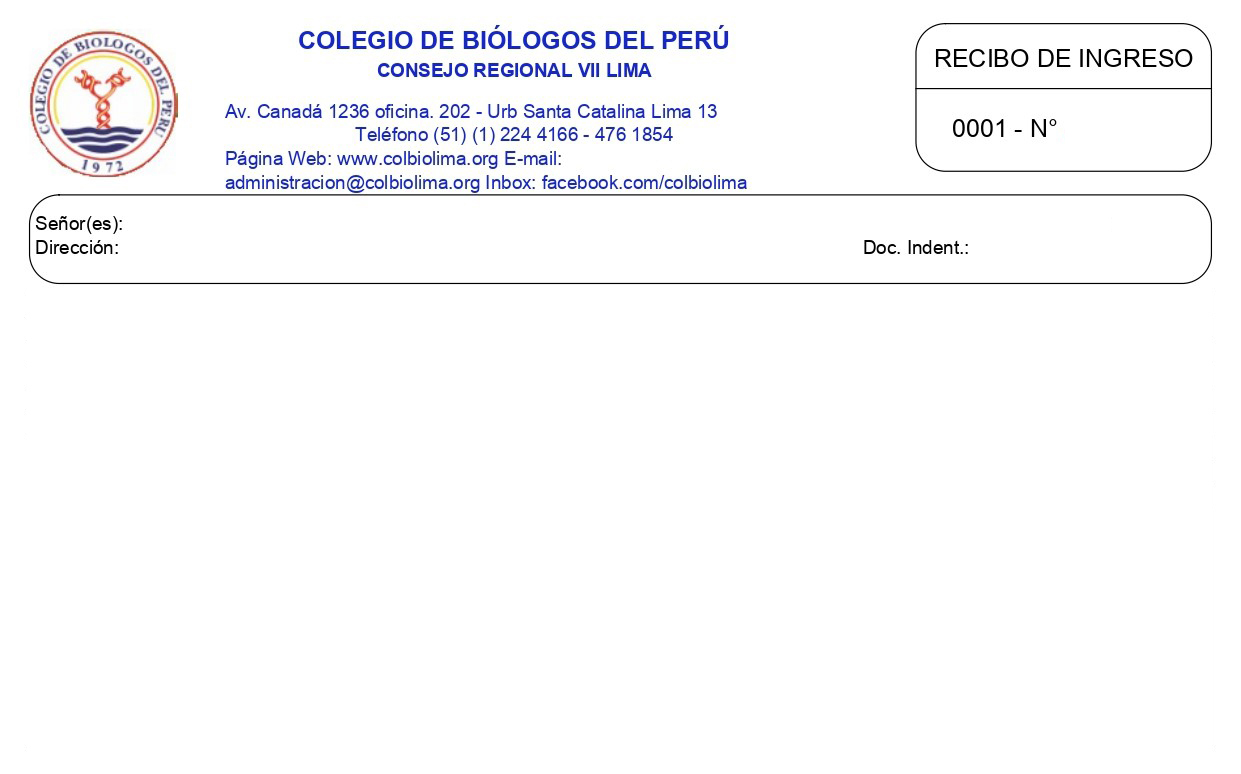 COLEGIO DE BIOLOGOS DEL PERU
1972
COLEGIO DE BIÓLOGOS DEL PERÚ
CONSEJO REGIONAL VII LIMA
Av. Canadá 1236 oficina. 202 - Urb Santa Catalina Lima 13
Teléfono (51) (1) 224 4166 - 476 1854
Página Web: www.colbiolima.org E-mail:
administracion@colbiolima.org Inbox: facebook.com/colbiolima
RECIBO DE INGRESO
0001 - N°
Señor(es):
Dirección:
Doc. Indent.: